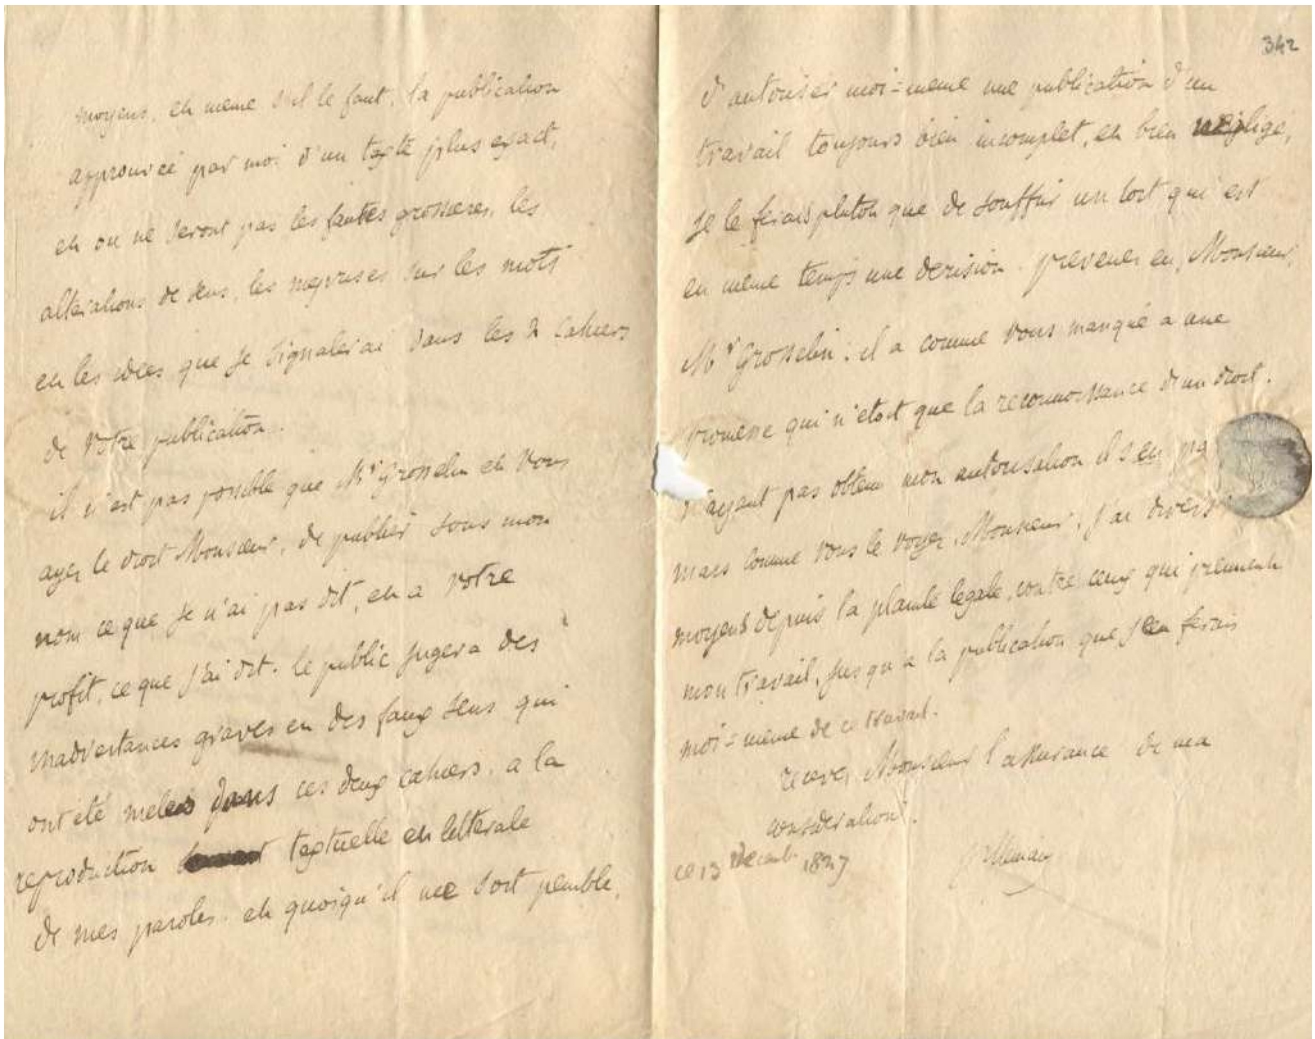 moyens, et meme s'il le faut, la publication
approuvée par moi d'un texte plus exact,
et ou ne seront pas les fautes grossieres, les
alterations de sens, les meprises sur les mots
et les idées que je signalerai dans les 2 Cahiers
de votre publication.
il n'est pas possible que Mr Grosselin et vous
ayez le droit Monsieur, de publier sous mon
nom ce que je n'ai pas dit, et a votre
profit, ce que j'ai dit. le public jugera des
inadvertances graves et des faux sens qui
ont été melés dans ces deux cahiers, a la
reproduction textuelle et litterale
de mes paroles. et quoiqu'il me soit penible,
342
d'autoriser moi=meme une publication d'un
travail toujours bien incomplet, et bien negligé,
je le ferais plutot que de souffrir un tort qui est
en même temps une derision. prevenez en, Monsieur,
Mr Grosselin: il a comme vous manqué a une
promesse qui n'etoit que la reconnoissance d'un droit.
n'ayant pas obtenu mon autorisation il s'en
mais comme vous le voyez, Monsieur, j'ai divers
moyens depuis la plainte legale, contre ceux qui prennent
mon travail, jusqu'a la publication que j'en ferais
moi=meme de ce travail.
recevez, Monsieur l'assurance de ma
consideration.
ce 13 Decemb. 1827
Villemain